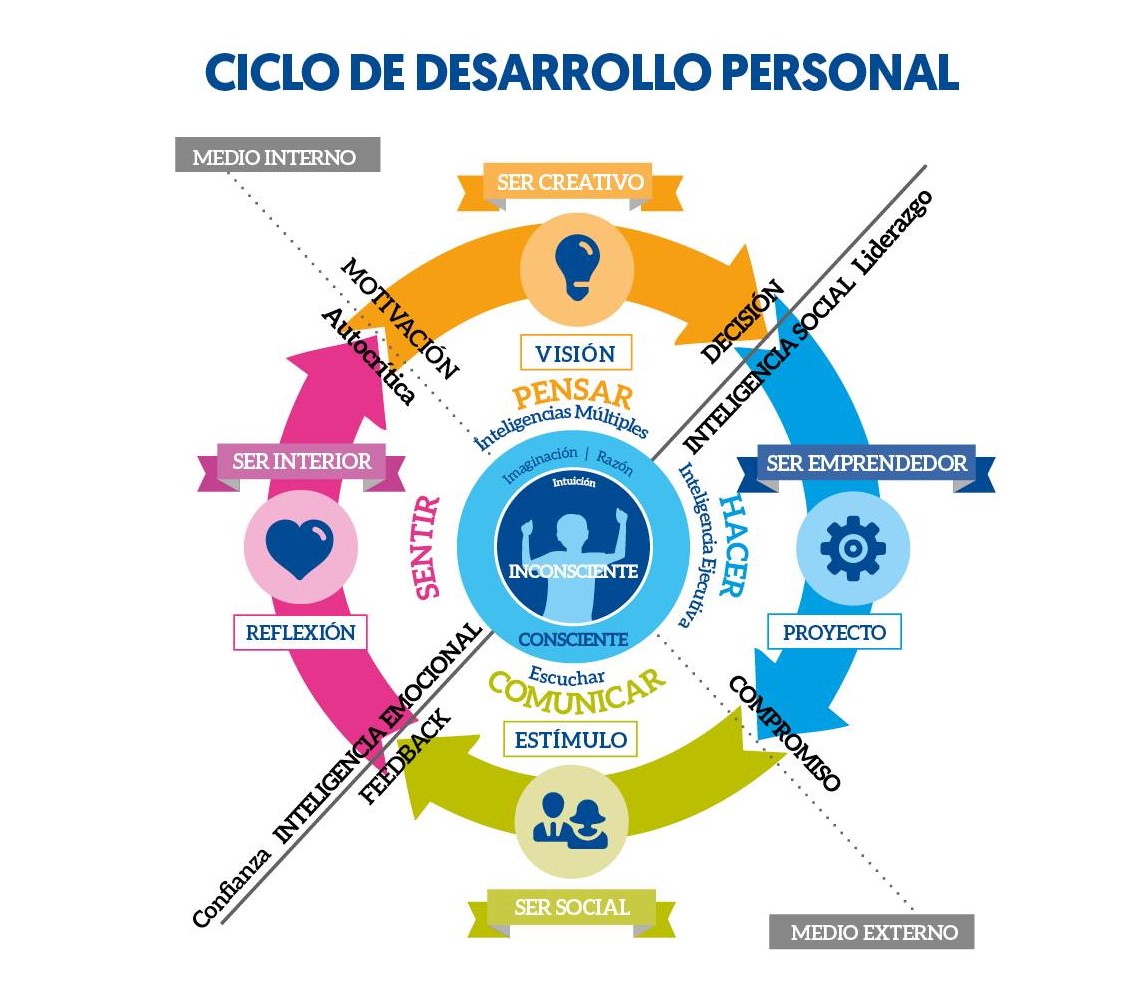 CICLO DE DESARROLLO PERSONAL
MEDIO INTERNO
SER CREATIVO
MOTIVACIÓN
Autocrítica
DECISIÓN
INTELIGENCIA SOCIAL Liderazgo
VISIÓN
PENSAR
Inteligencias Múltiples
Imaginación | Razón
Intuición
INCONSCIENTE
CONSCIENTE
SER INTERIOR
SENTIR
REFLEXIÓN
SER EMPRENDEDOR
HACER
Inteligencia Ejecutiva
PROYECTO
Escuchar
COMUNICAR
ESTÍMULO
COMPROMISO
Confianza INTELIGENCIA EMOCIONAL
FEEDBACK
SER SOCIAL
MEDIO EXTERNO